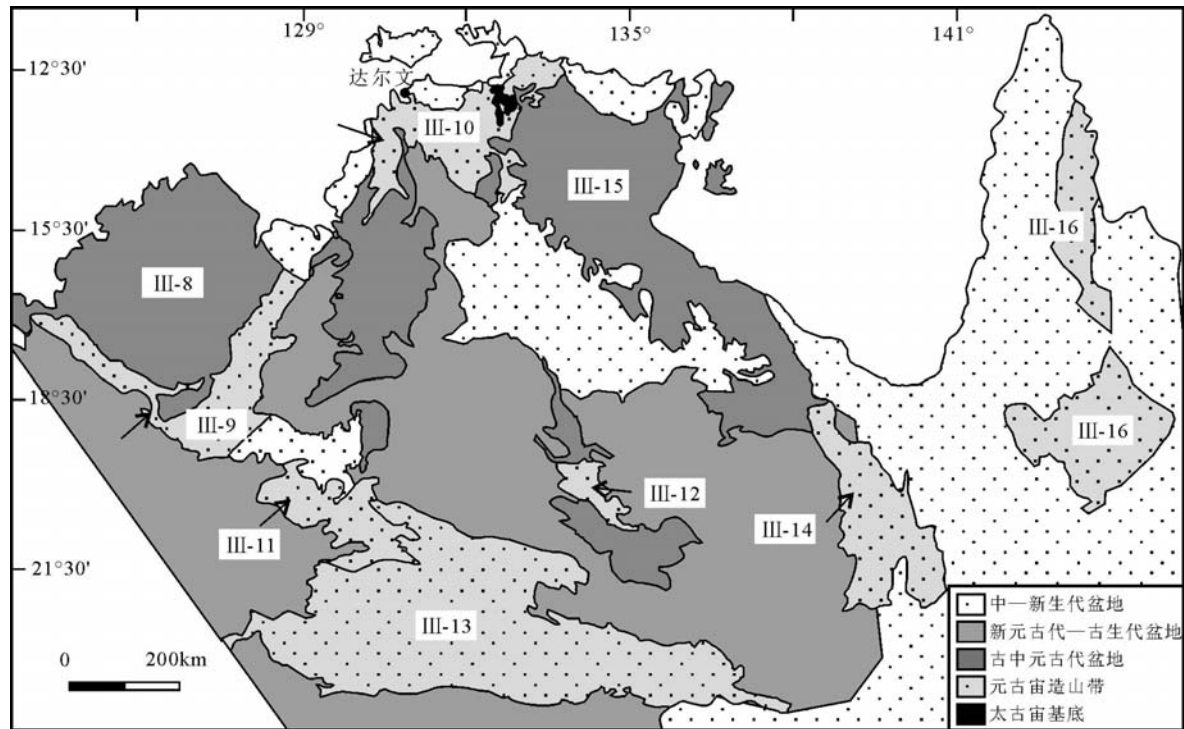 129°
135°
141°
12°30'
达尔文
III-10
III-15
15°30'
III-16
III-8
18°30'
III-9
III-16
III-12
III-11
III-14
21°30'
III-13
0
200km
中—新生代盆地
新元古代—古生代盆地
古中元古代盆地
元古宙造山带
太古宙基底